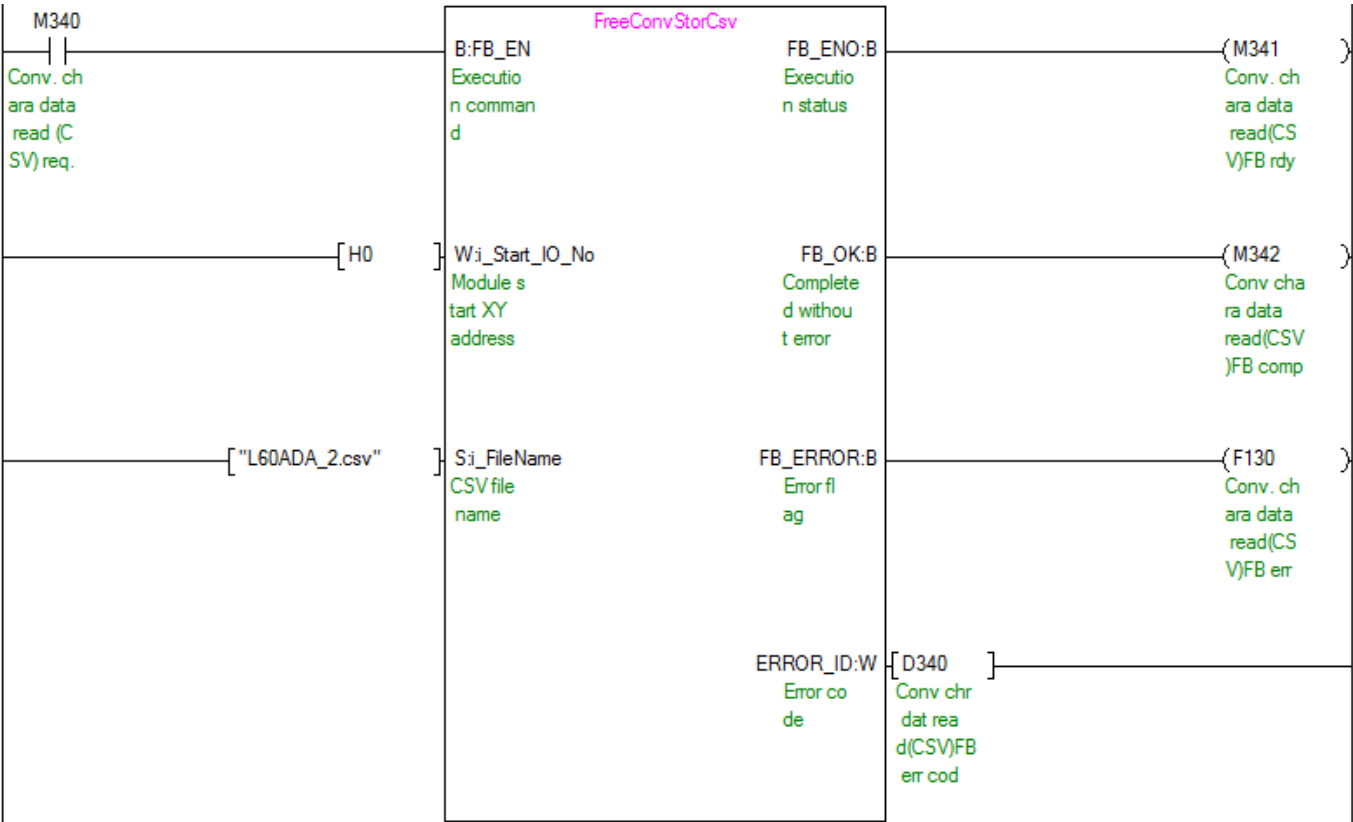 M340
FreeConvStorCsv
B:FB_EN
FB_ENO:B
M341
Conv. ch
ara data
read (C
SV) req.
Executio
n comman
d
Executio
n status
Conv. ch
ara data
read(CS
V)FB rdy
H0
W:i_Start_IO_No
FB_OK:B
M342
Module s
tart XY
address
Complete
d withou
t error
Conv cha
ra data
read(CSV
)FB comp
"L60ADA_2.csv"
S:i_FileName
FB_ERROR:B
F130
CSV file
name
Error fl
ag
Conv. ch
ara data
read(CS
V)FB err
ERROR_ID:W
D340
Error co
de
Conv chr
dat rea
d(CSV)FB
err cod